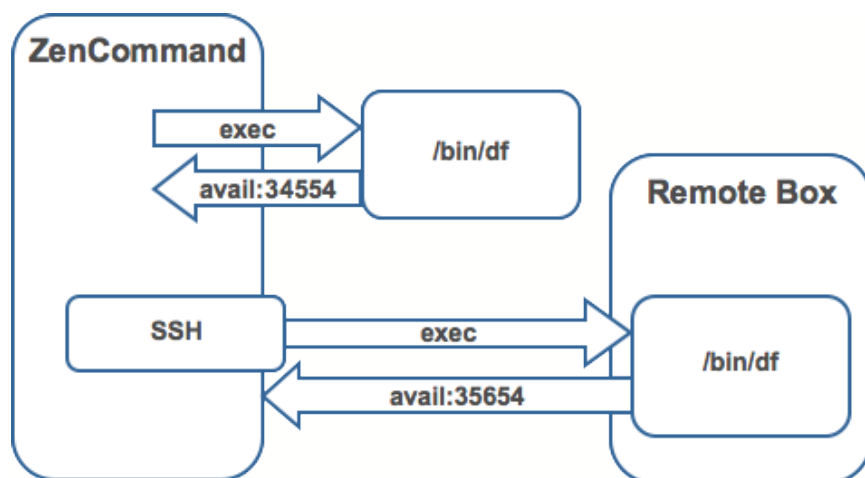 ZenCommand
exec
/bin/df
avail:34554
Remote Box
SSH
exec
/bin/df
avail:35654